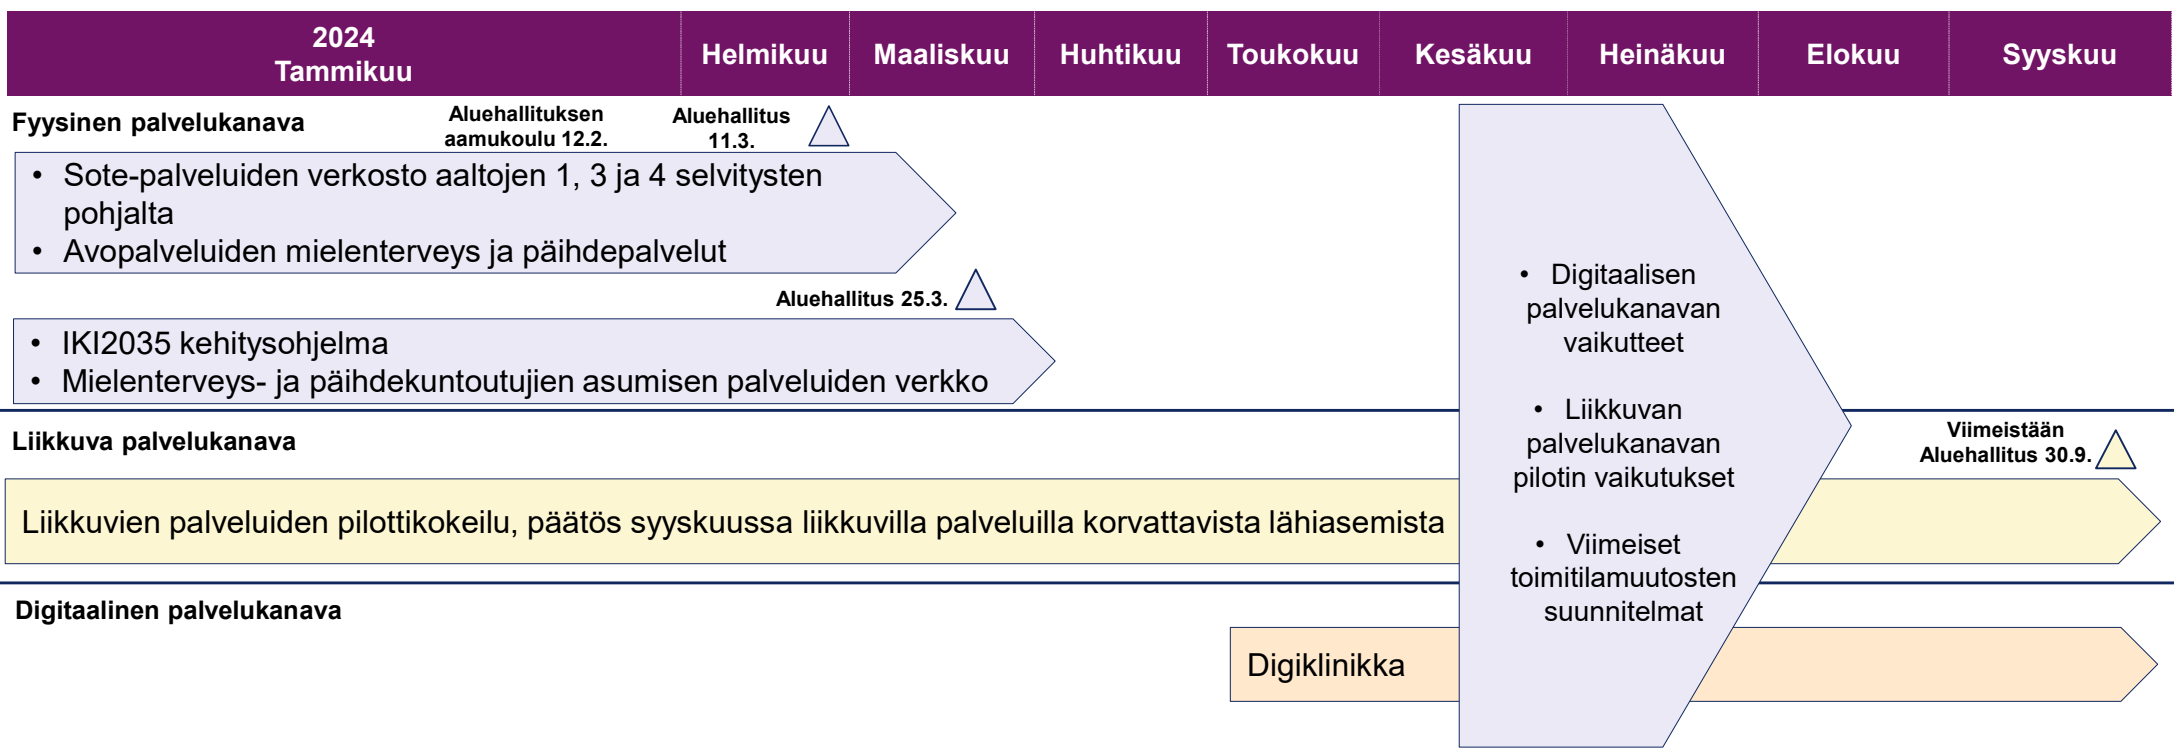 2024
Tammikuu
Helmikuu
Maaliskuu
Huhtikuu
Toukokuu
Kesäkuu
Heinäkuu
Elokuu
Syyskuu
Fyysinen palvelukanava
Aluehallituksen
aamukoulu 12.2.
Aluehallitus
11.3.
• Sote-palveluiden verkosto aaltojen 1, 3 ja 4 selvitysten
pohjalta
• Avopalveluiden mielenterveys ja päihdepalvelut
Aluehallitus 25.3.
• IKI2035 kehitysohjelma
• Mielenterveys- ja päihdekuntoutujien asumisen palveluiden verkko
• Digitaalisen
palvelukanavan
vaikutteet
• Liikkuvan
palvelukanavan
pilotin vaikutukset
• Viimeiset
toimitilamuutosten
suunnitelmat
Liikkuva palvelukanava
Viimeistään
Aluehallitus 30.9.
Liikkuvien palveluiden pilottikokeilu, päätös syyskuussa liikkuvilla palveluilla korvattavista lähiasemista
Digitaalinen palvelukanava
Digiklinikka